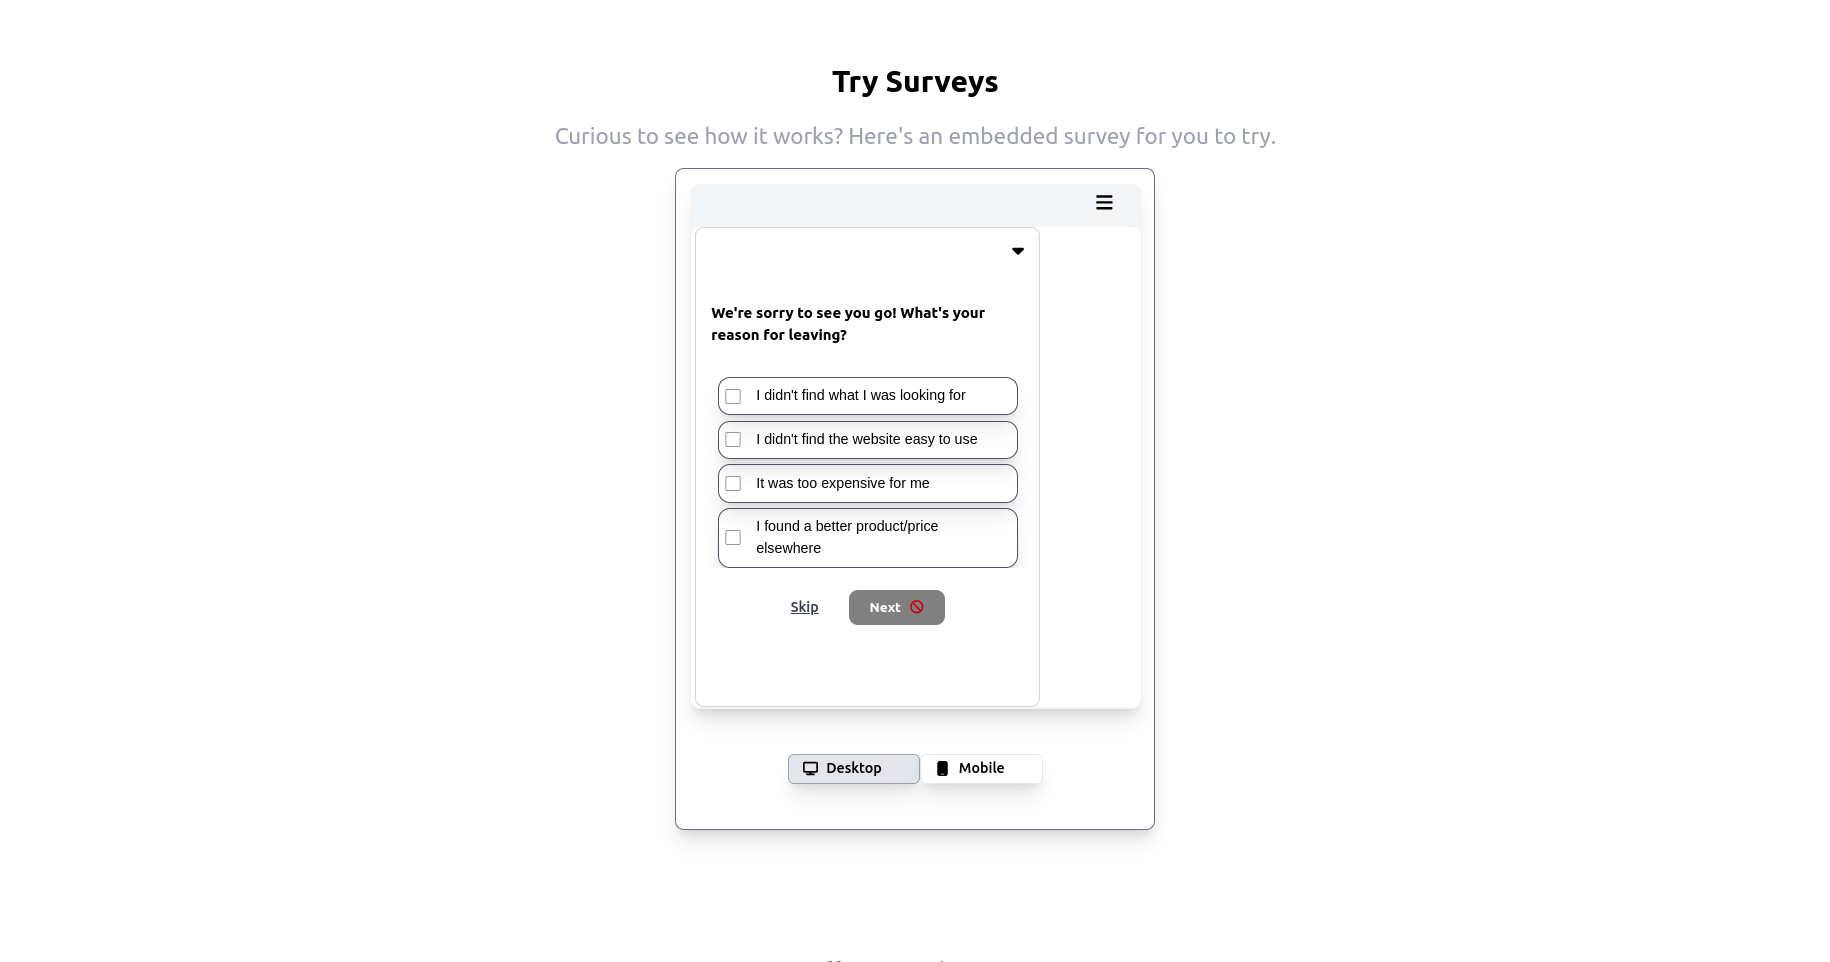 Try Surveys
Curious to see how it works? Here's an embedded survey for you to try.
We're sorry to see you go! What's your
reason for leaving?
I didn't find what I was looking for
I didn't find the website easy to use
It was too expensive for me
I found a better product/price
elsewhere
Skip
Next
Desktop
Mobile